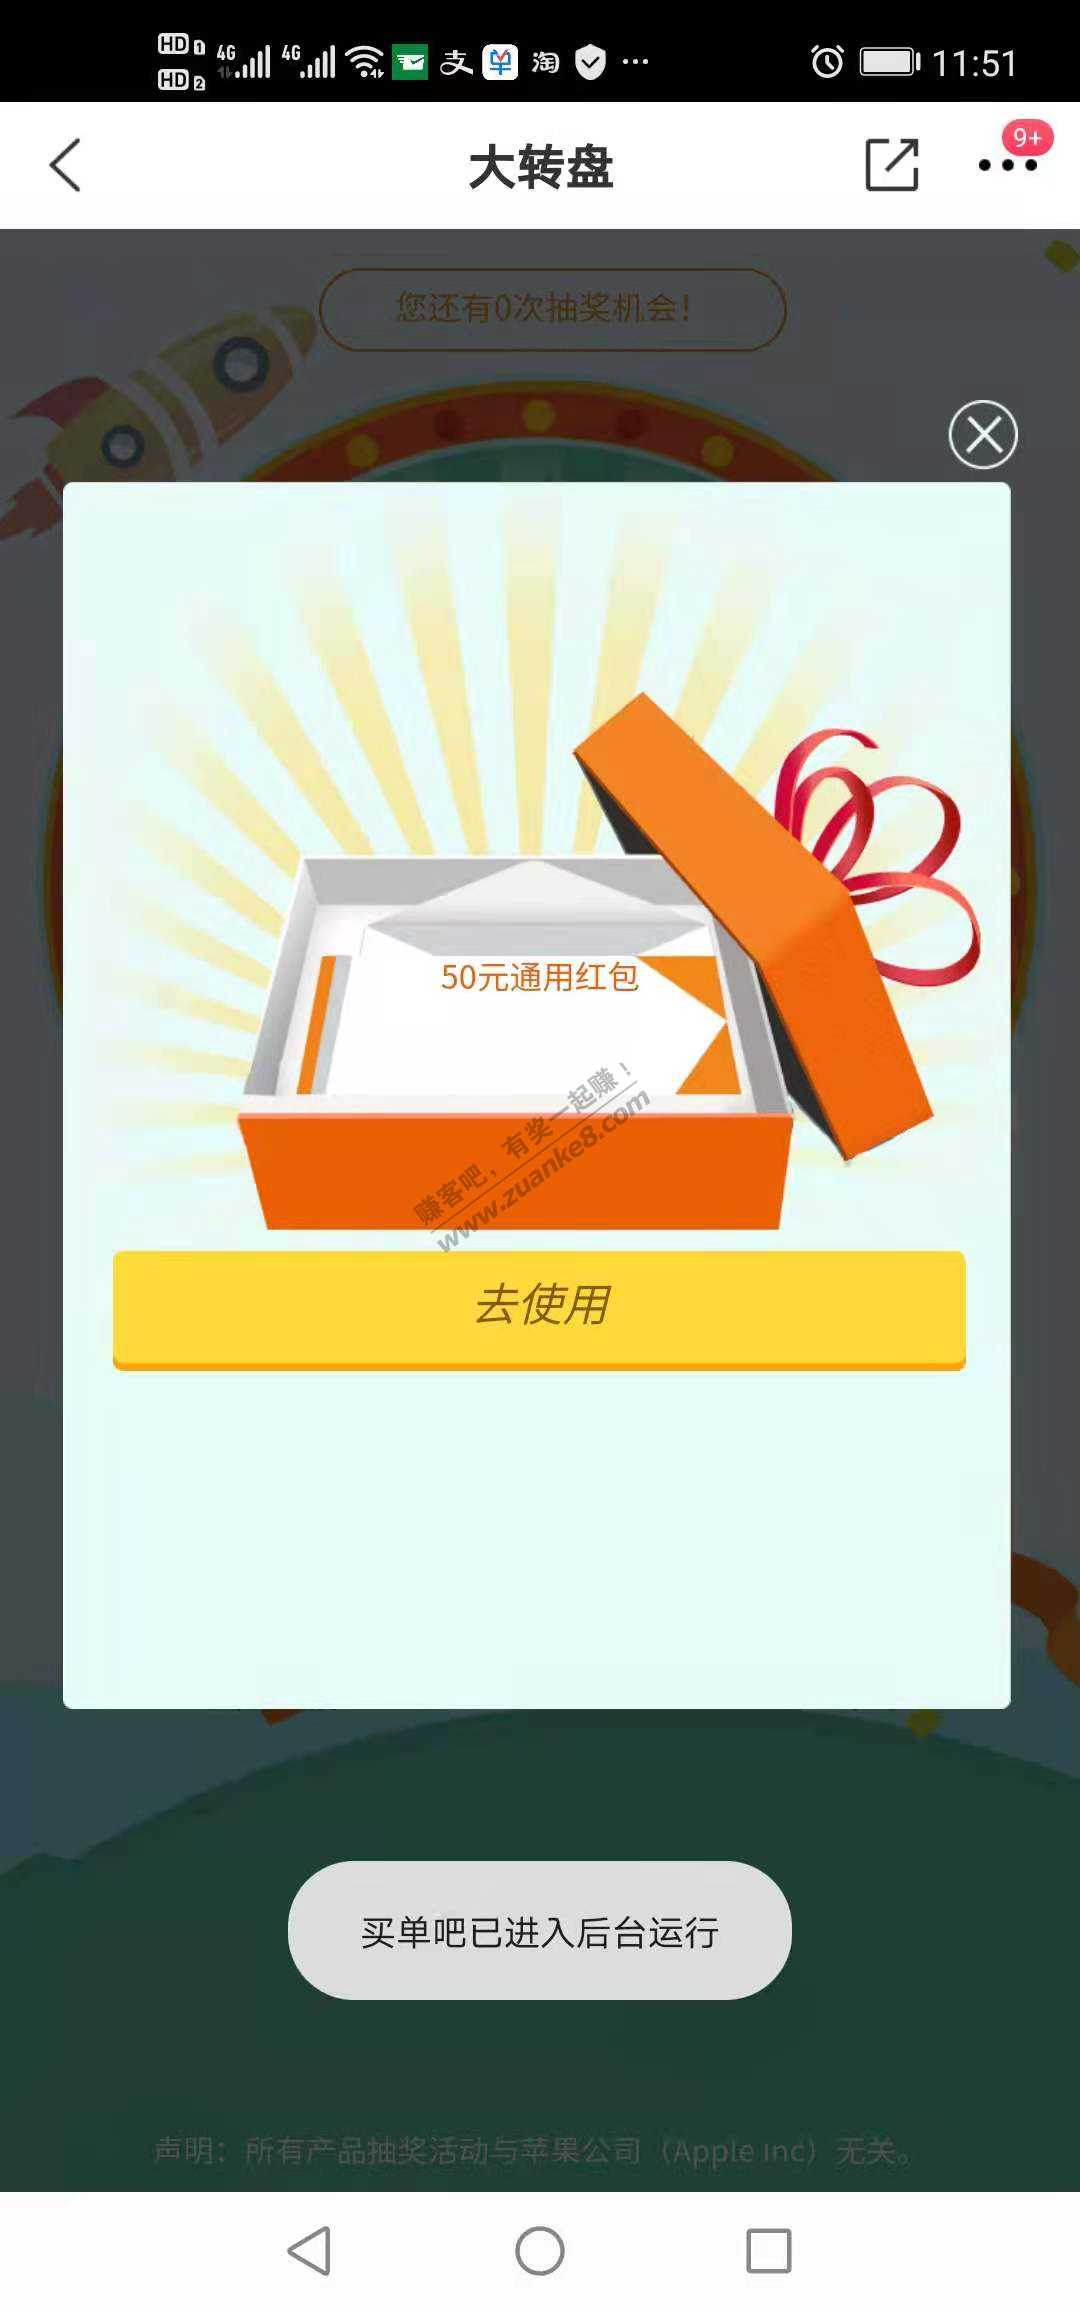 HD 1 4G 4G 支 淘 ... 11:51
HD 2
9+
大转盘
您还有0次抽奖机会！
50元通用红包
赚客吧，有奖一起赚！
www.zuanke8.com
去使用
买单吧已进入后台运行
声明：所有产品抽奖活动与苹果公司（Apple inc）无关。